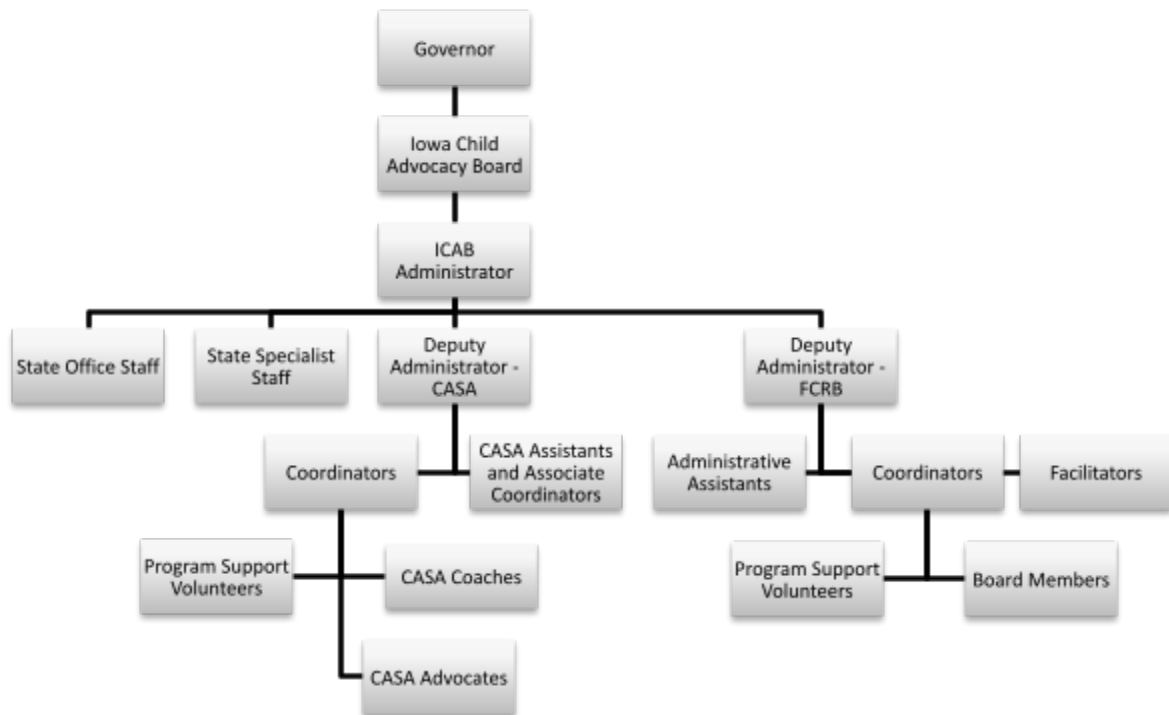 Governor
Iowa Child
Advocacy Board
ICAB
Administrator
State Office Staff
State Specialist
Staff
Deputy
Administrator -
CASA
Deputy
Administrator -
FCRB
Coordinators
CASA Assistants
and Associate
Coordinators
Administrative
Assistants
Coordinators
Facilitators
Program Support
Volunteers
CASA Coaches
Program Support
Volunteers
Board Members
CASA Advocates